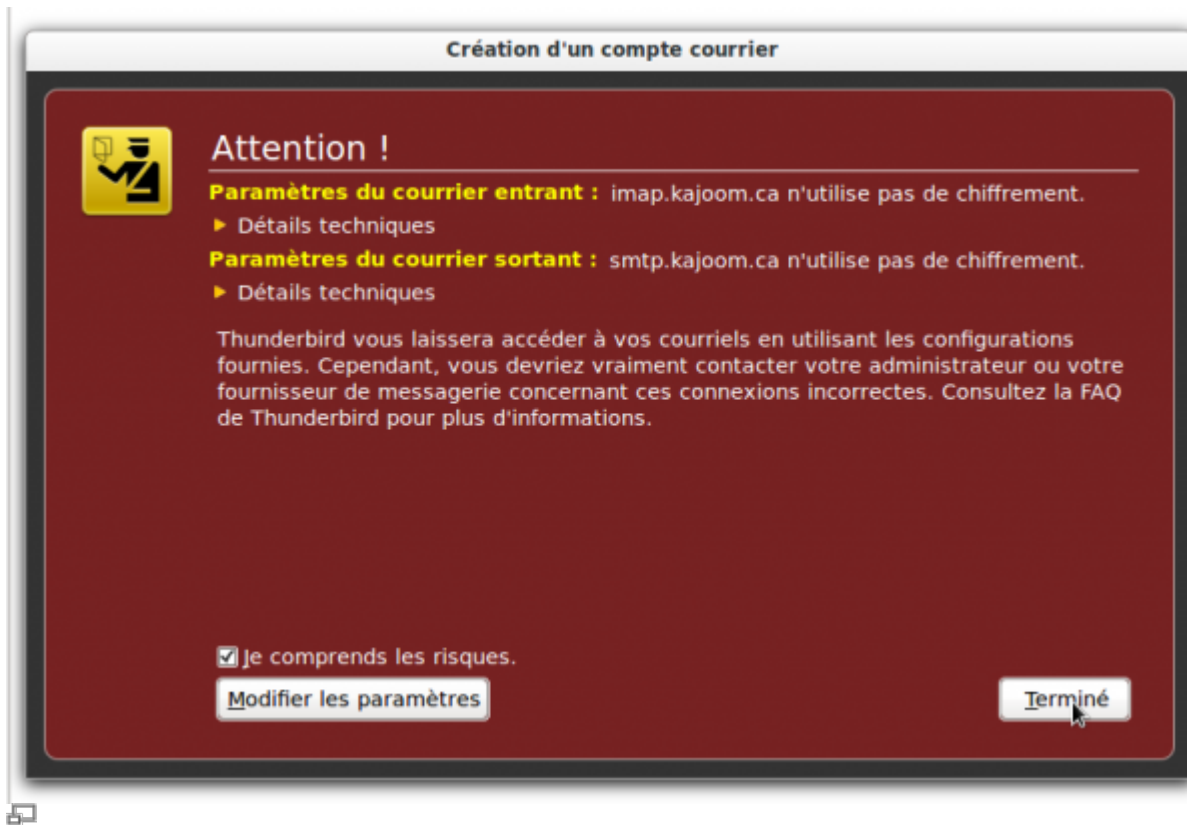 Création d'un compte courrier
Attention !
Paramètres du courrier entrant : imap.kajoom.ca n'utilise pas de chiffrement.
Détails techniques
Paramètres du courrier sortant : smtp.kajoom.ca n'utilise pas de chiffrement.
Détails techniques
Thunderbird vous laissera accéder à vos courriels en utilisant les configurations
fournies. Cependant, vous devriez vraiment contacter votre administrateur ou votre
fournisseur de messagerie concernant ces connexions incorrectes. Consultez la FAQ
de Thunderbird pour plus d'informations.
Je comprends les risques.
Modifier les paramètres
Terminé